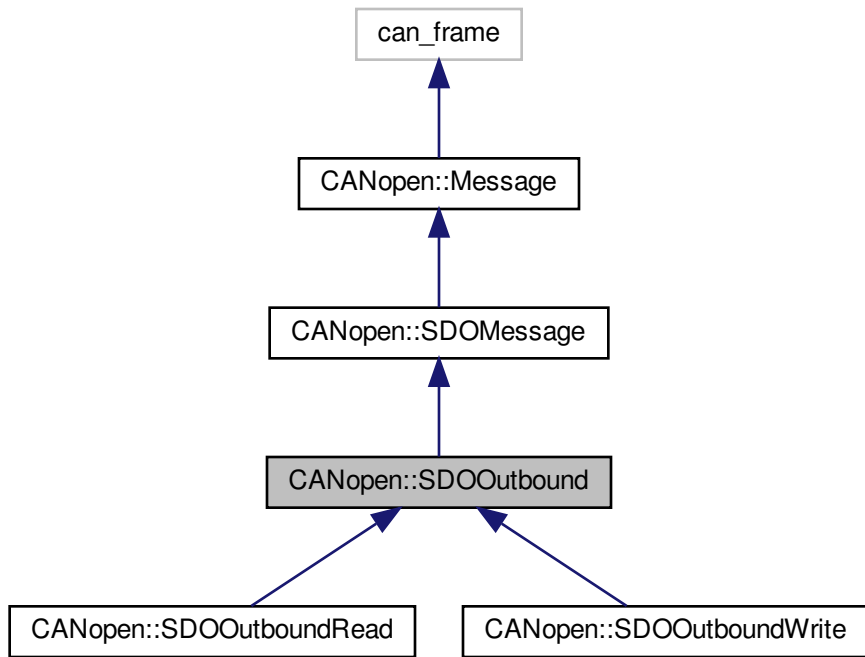 can_frame
CANopen::Message
CANopen::SDOMessage
CANopen::SDOOutbound
CANopen::SDOOutboundRead
CANopen::SDOOutboundWrite